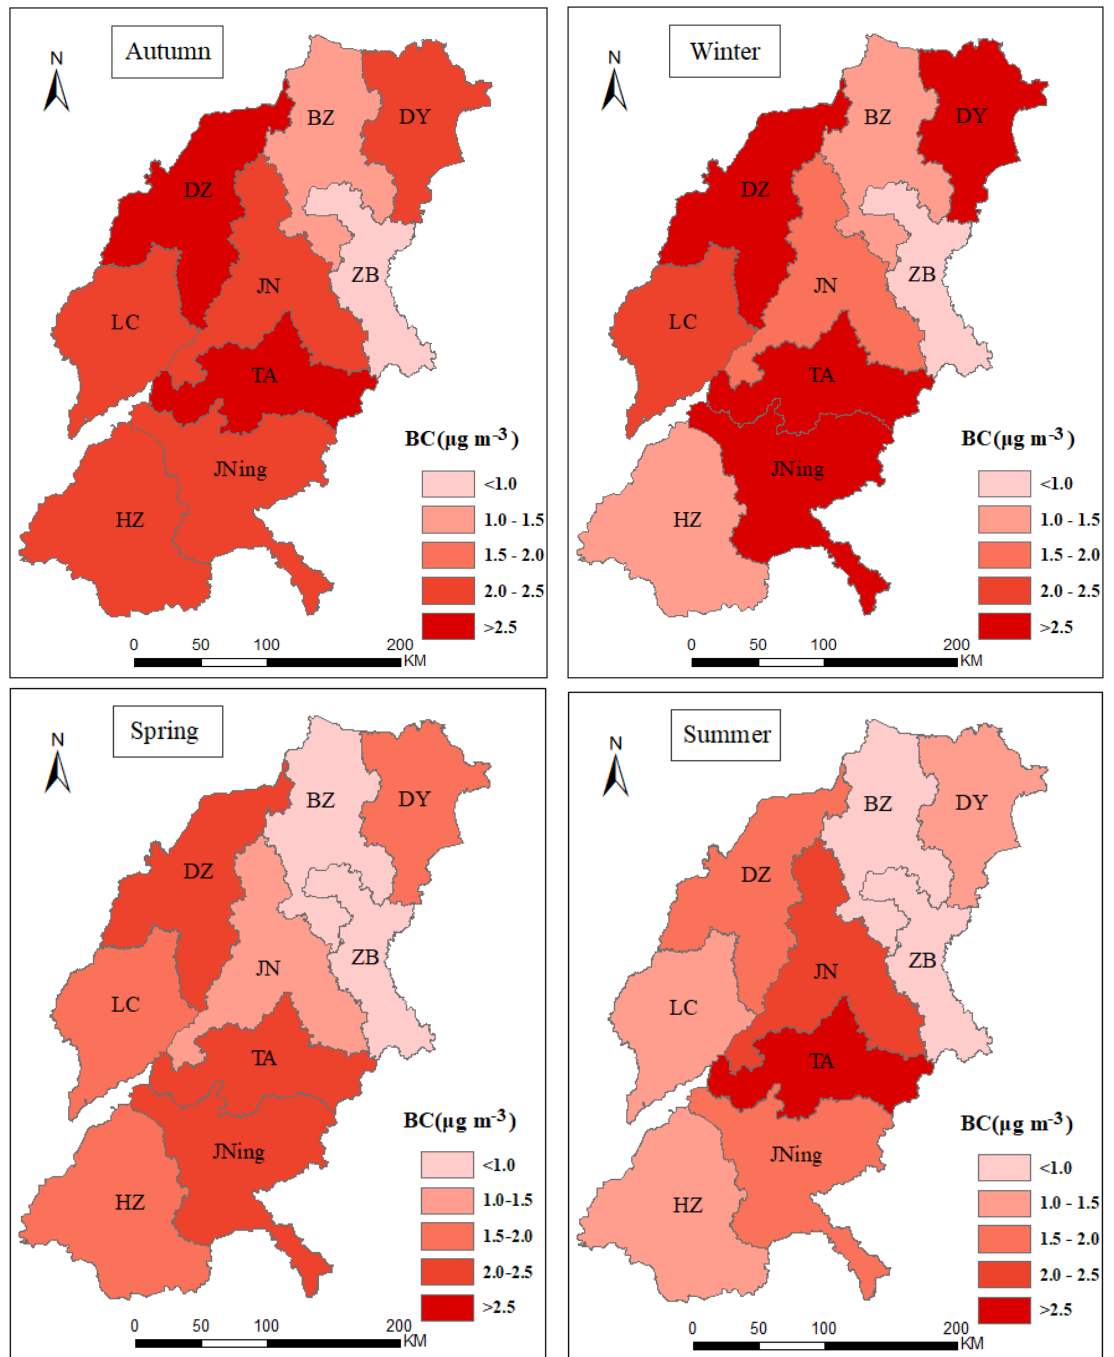 Autumn
N
BZ
DY
DZ
ZB
JN
LC
TA
JNing
HZ
BC(μg m-3)
<1.0
1.0 - 1.5
1.5 - 2.0
2.0 - 2.5
>2.5
0 50 100 200
KM
Winter
N
BZ
DY
DZ
ZB
JN
LC
TA
JNing
HZ
BC(μg m-3)
<1.0
1.0 - 1.5
1.5 - 2.0
2.0 - 2.5
>2.5
0 50 100 200
KM
Spring
N
BZ
DY
DZ
ZB
JN
LC
TA
JNing
HZ
BC(μg m-3)
<1.0
1.0-1.5
1.5-2.0
2.0-2.5
>2.5
0 50 100 200
KM
Summer
N
BZ
DY
DZ
ZB
JN
LC
TA
JNing
HZ
BC(μg m-3)
<1.0
1.0 - 1.5
1.5 - 2.0
2.0 - 2.5
>2.5
0 50 100 200
KM